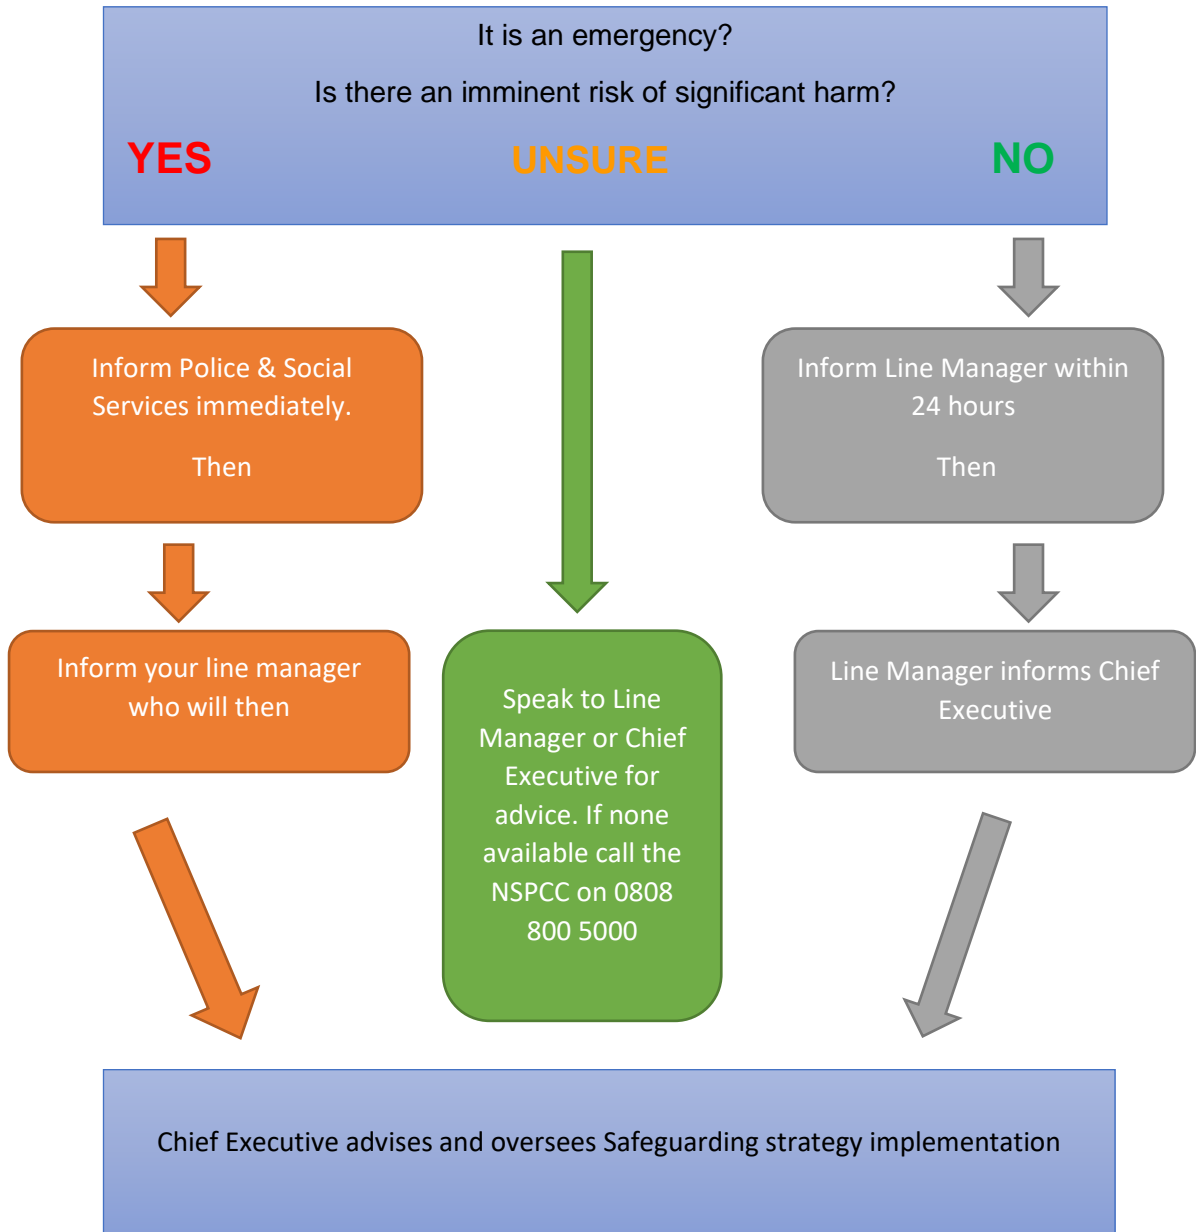 It is an emergency?
Is there an imminent risk of significant harm?
YES
UNSURE
NO
Inform Police & Social
Services immediately.
Then
Inform Line Manager within
24 hours
Then
Inform your line manager
who will then
Speak to Line
Manager or Chief
Executive for
advice. If none
available call the
NSPCC on 0808
800 5000
Line Manager informs Chief
Executive
Chief Executive advises and oversees Safeguarding strategy implementation